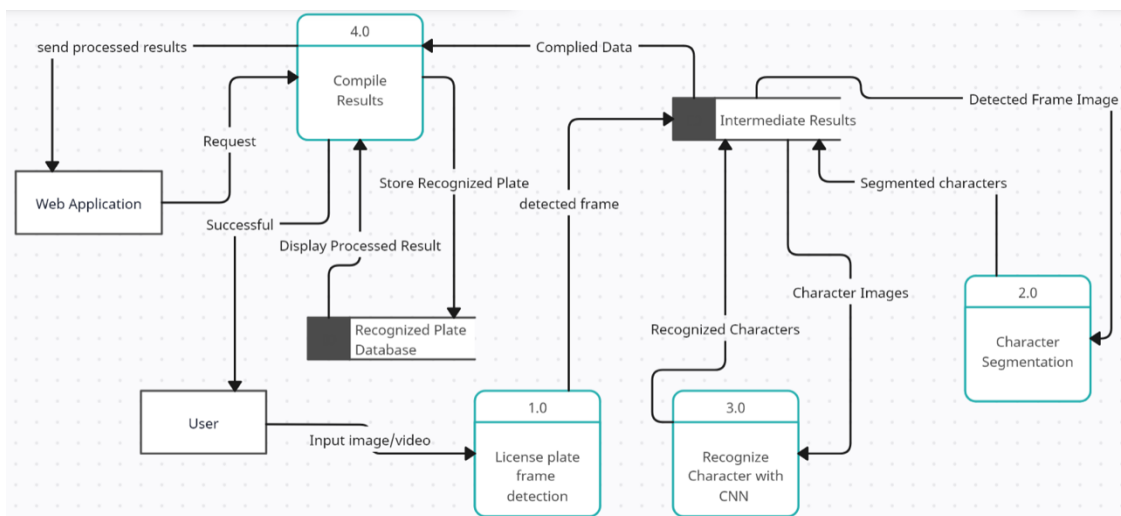 4.0
send processed results
Complied Data
Compile
Results
Detected Frame Image
Intermediate Results
Request
Store Recognized Plate
Segmented characters
Web Application
detected frame
Successful
Display Processed Result
2.0
Character Images
Recognized Characters
Recognized Plate
Database
Character
Segmentation
1.0
3.0
User
Input image/video
License plate
frame
detection
Recognize
Character with
CNN